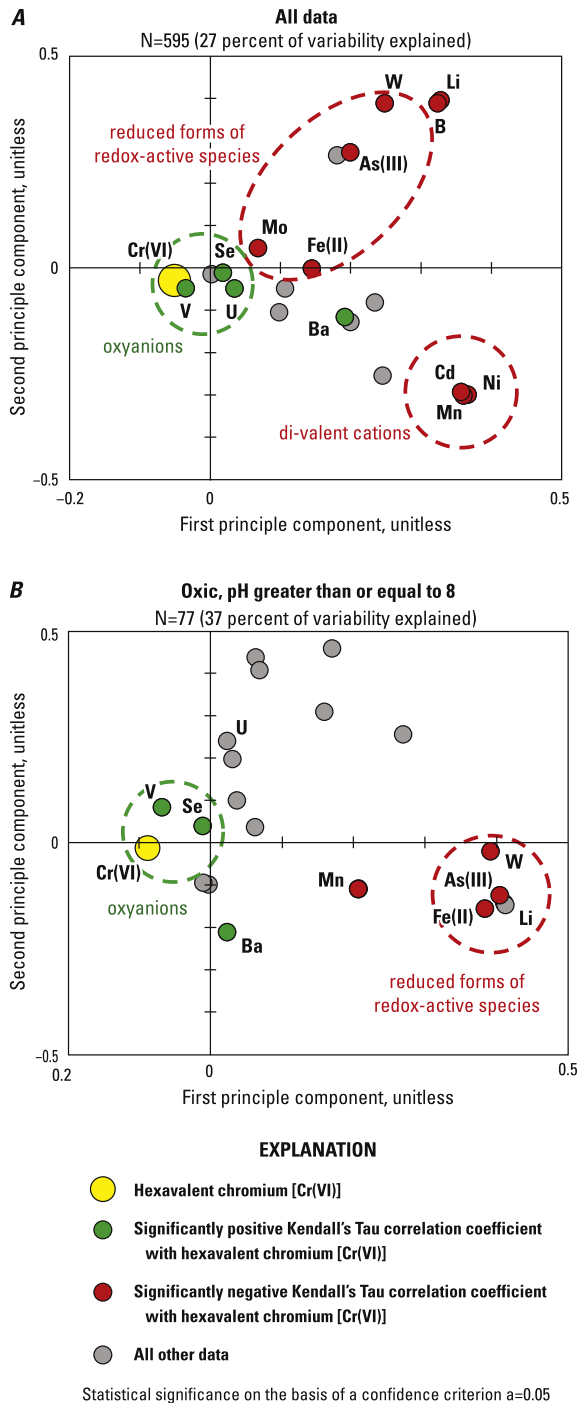 A
All data
N=595 (27 percent of variability explained)
0.5
W
Li
reduced forms of
redox-active species
B
As(III)
Mo
Cr(VI)
Se
Fe(II)
0
V
U
Ba
oxyanions
Cd
Ni
Mn
di-valent cations
−0.5
−0.2
0
0.5
Second principle component, unitless
First principle component, unitless
B
Oxic, pH greater than or equal to 8
N=77 (37 percent of variability explained)
0.5
U
V
Se
0
W
Cr(VI)
Mn
As(III)
oxyanions
Fe(II)
Li
Ba
reduced forms of
redox-active species
−0.5
0.2
0
0.5
Second principle component, unitless
First principle component, unitless
EXPLANATION
Hexavalent chromium [Cr(VI)]
Significantly positive Kendall's Tau correlation coefficient
with hexavalent chromium [Cr(VI)]
Significantly negative Kendall's Tau correlation coefficient
with hexavalent chromium [Cr(VI)]
All other data
Statistical significance on the basis of a confidence criterion a=0.05